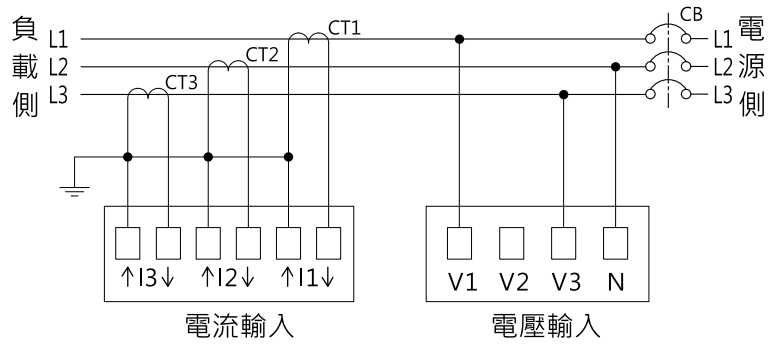 負載側
L1
L2
L3
CT1
CT2
CT3
CB
L1
L2
L3
電源側
↑I3↓
↑I2↓
↑I1↓
V1
V2
V3
N
電流輸入
電壓輸入